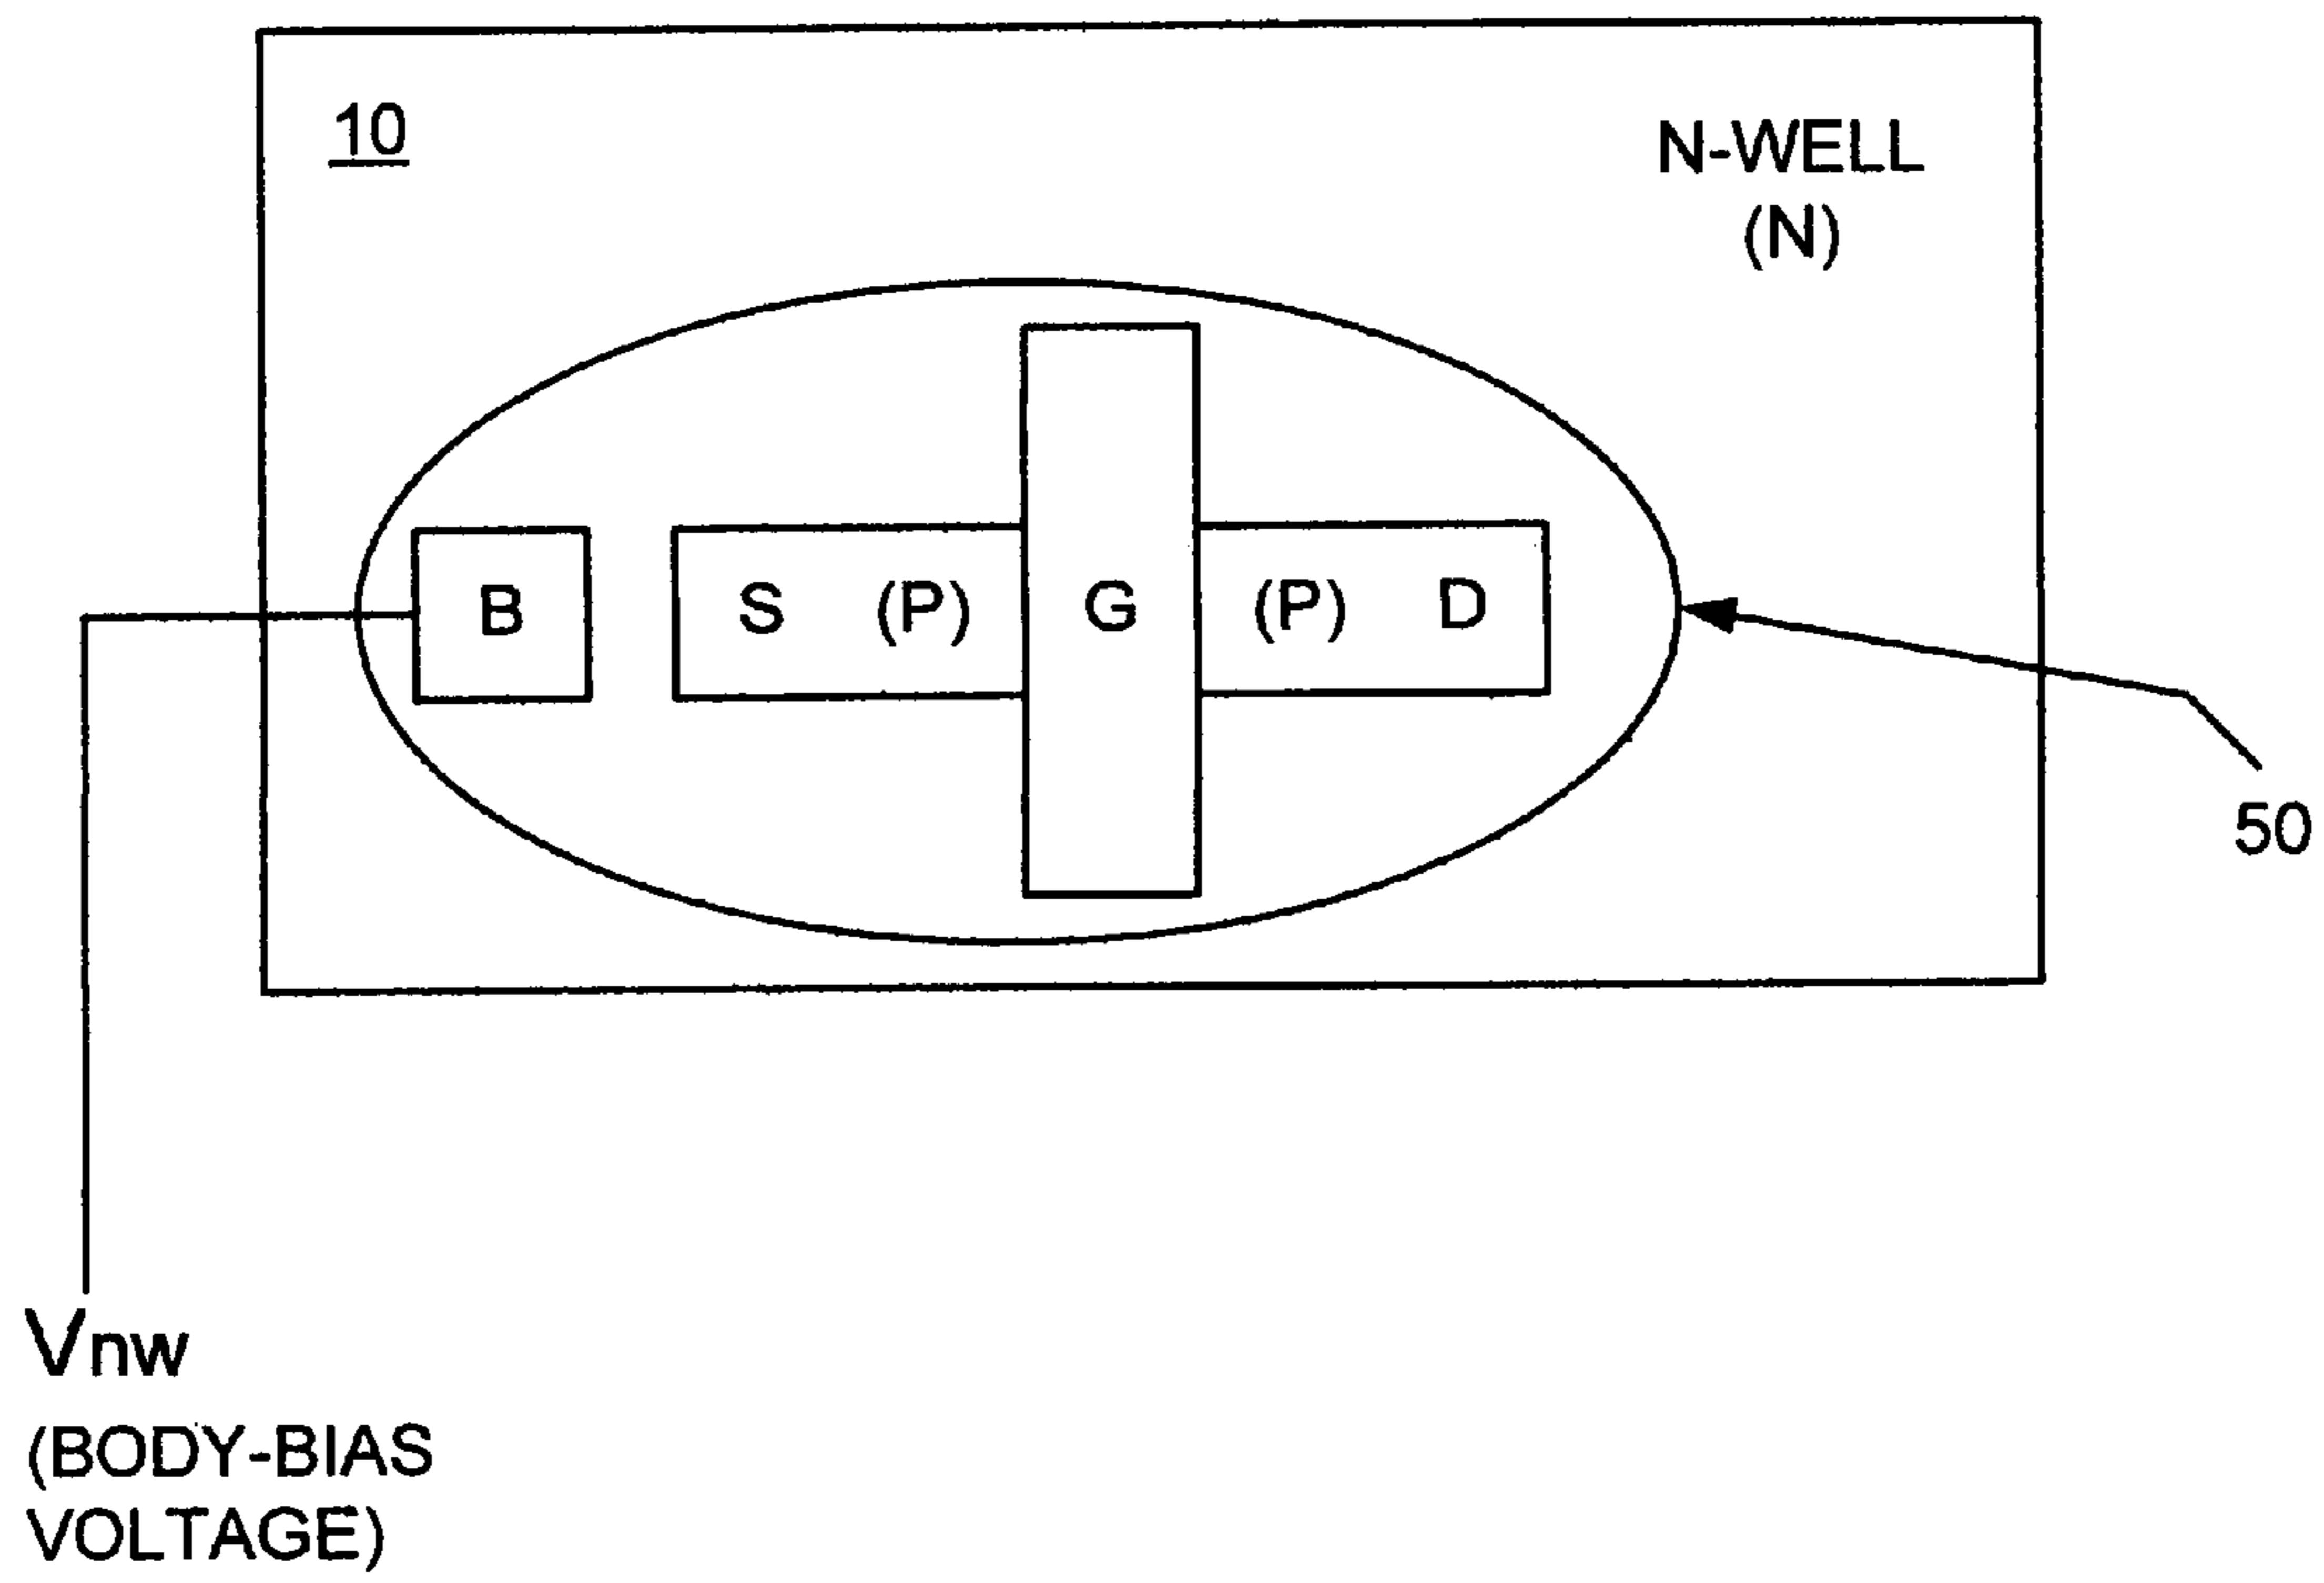 10
N-WELL
(N)
B
S (P) G (P) D
50
Vnw
(BODY-BIAS
VOLTAGE)